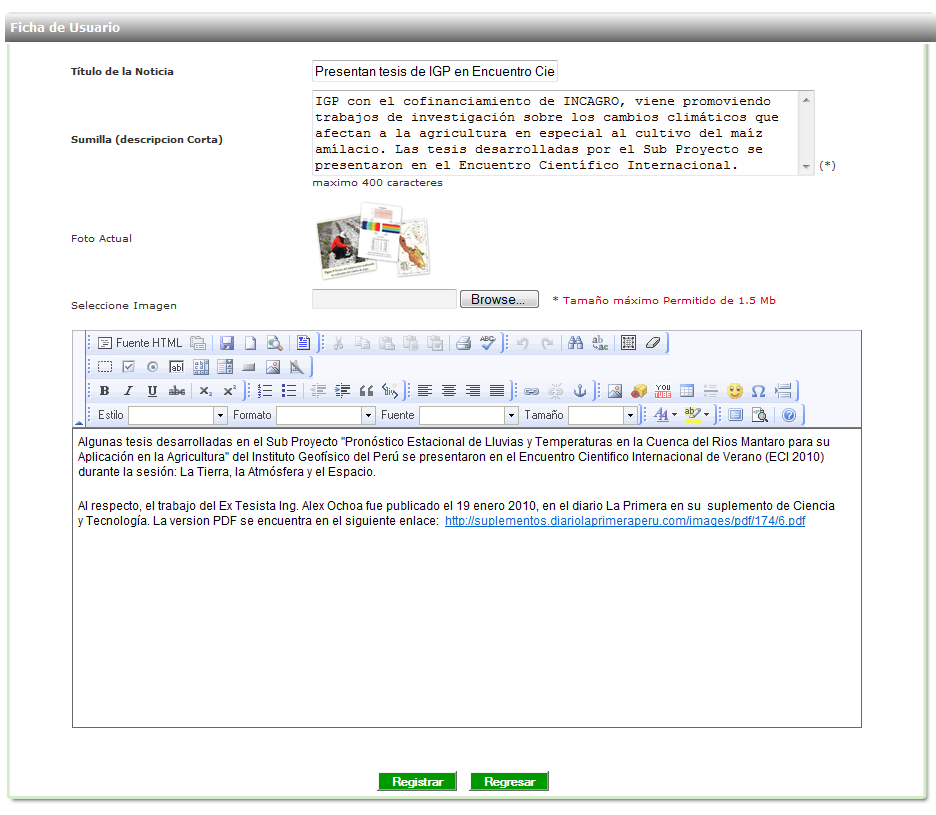 Ficha de Usuario
Título de la Noticia
Presentan tesis de IGP en Encuentro Cie
Sumilla (descripcion Corta)
IGP con el cofinanciamiento de INCAGRO, viene promoviendo
trabajos de investigación sobre los cambios climáticos que
afectan a la agricultura en especial al cultivo del maíz
amílacio. Las tesis desarrolladas por el Sub Proyecto se
presentaron en el Encuentro Científico Internacional.
(*)
maximo 400 caracteres
Foto Actual
Seleccione Imagen
Browse...
* Tamaño máximo Permitido de 1.5 Mb
Fuente HTML
Estilo Formato Fuente Tamaño
Algunas tesis desarrolladas en el Sub Proyecto "Pronóstico Estacional de Lluvias y Temperaturas en la Cuenca del Rios Mantaro para su
Aplicación en la Agricultura" del Instituto Geofísico del Perú se presentaron en el Encuentro Cientifico Internacional de Verano (ECI 2010)
durante la sesión: La Tierra, la Atmósfera y el Espacio.
Al respecto, el trabajo del Ex Tesista Ing. Alex Ochoa fue publicado el 19 enero 2010, en el diario La Primera en su suplemento de Ciencia
y Tecnología. La version PDF se encuentra en el siguiente enlace: http://suplementos.diariolaprimeraperu.com/images/pdf/174/6.pdf
Registrar Regresar